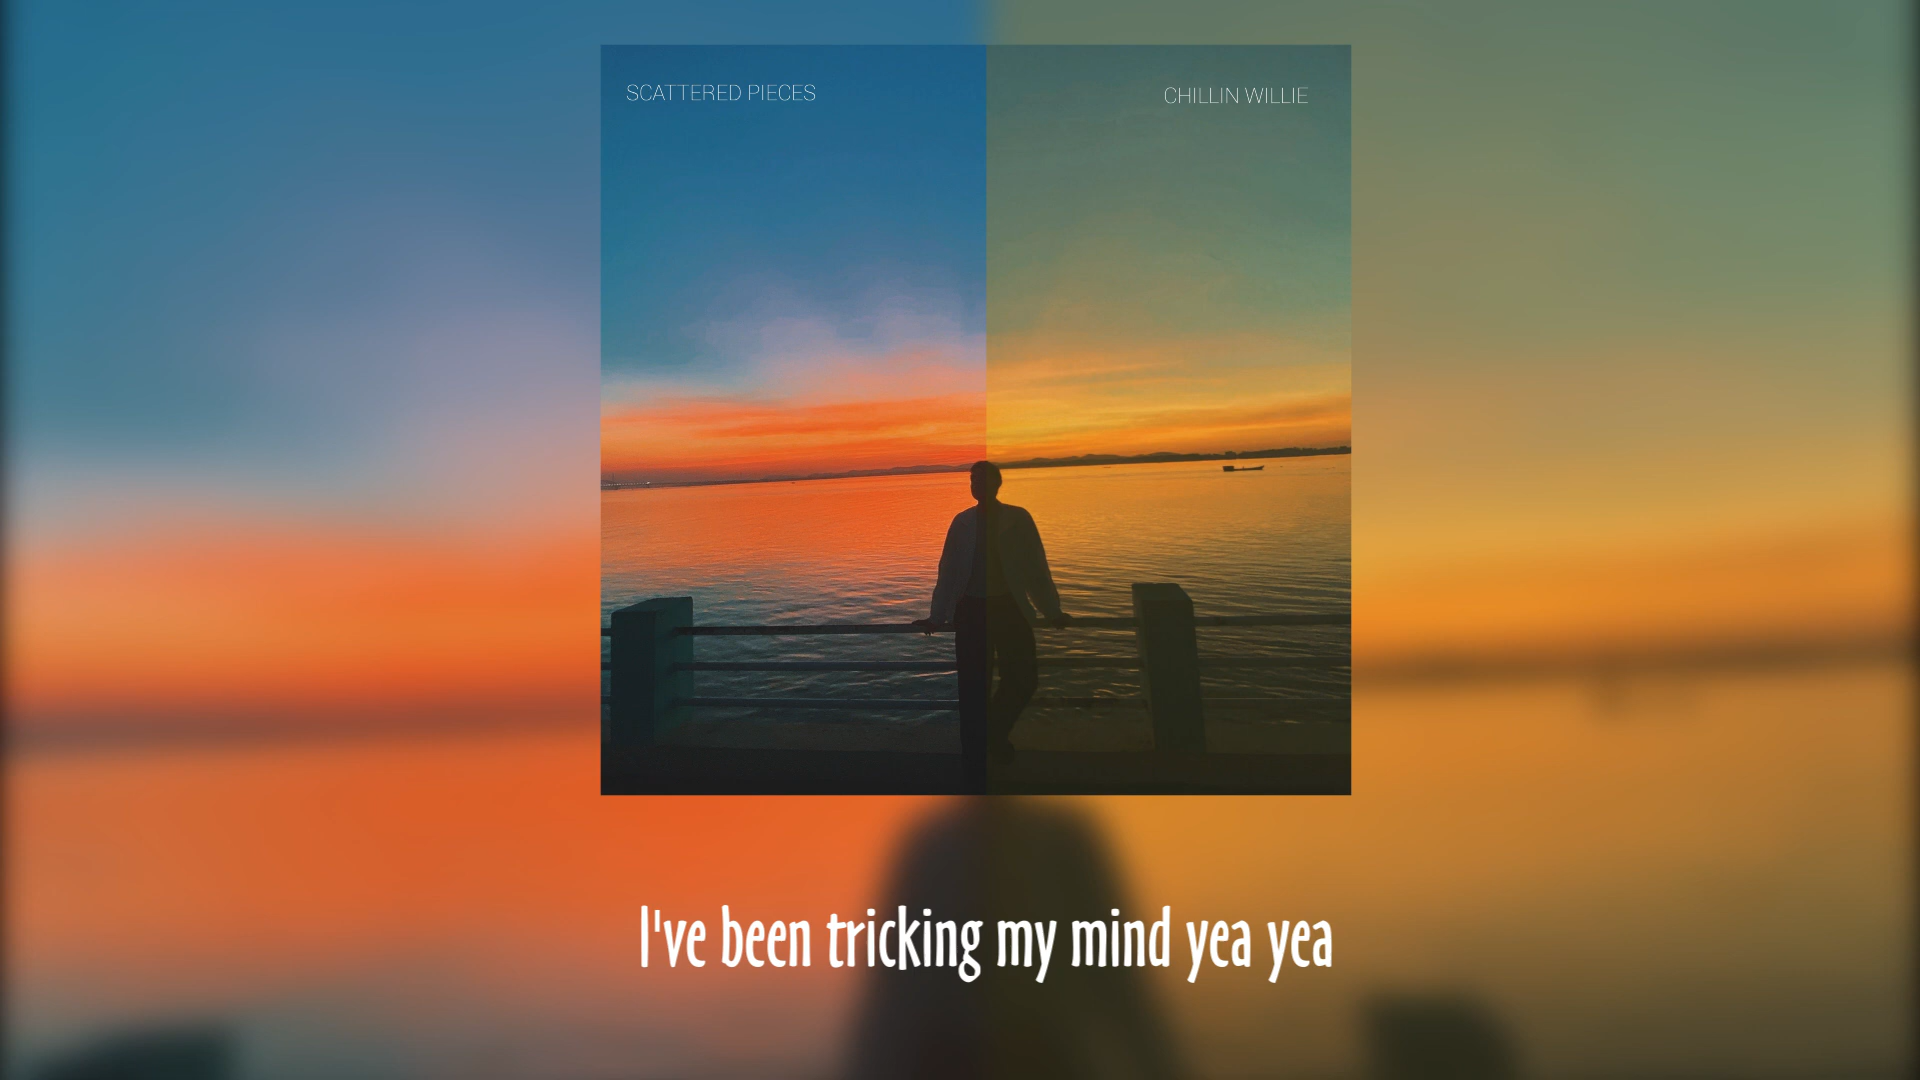 SCATTERED PIECES
CHILLIN WILLIE
I've been tricking my mind yea yea